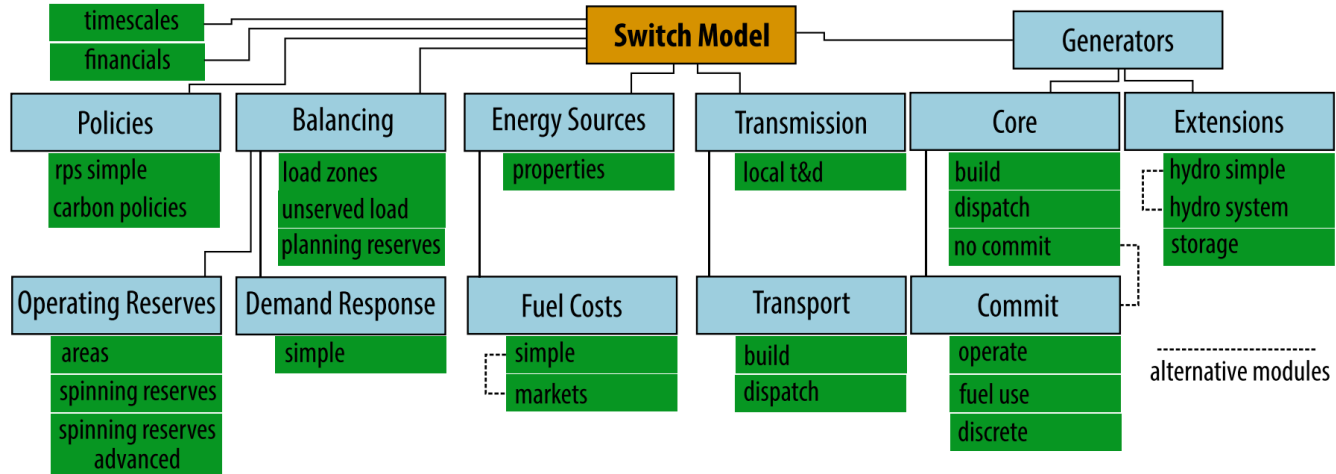 timescales
financials
Switch Model
Generators
Policies
rps simple
carbon policies
Balancing
load zones
unserved load
planning reserves
Energy Sources
properties
Transmission
local t&d
Core
build
dispatch
no commit
Extensions
hydro simple
hydro system
storage
Operating Reserves
areas
spinning reserves
spinning reserves
advanced
Demand Response
simple
Fuel Costs
simple
markets
Transport
build
dispatch
Commit
operate
fuel use
discrete
alternative modules